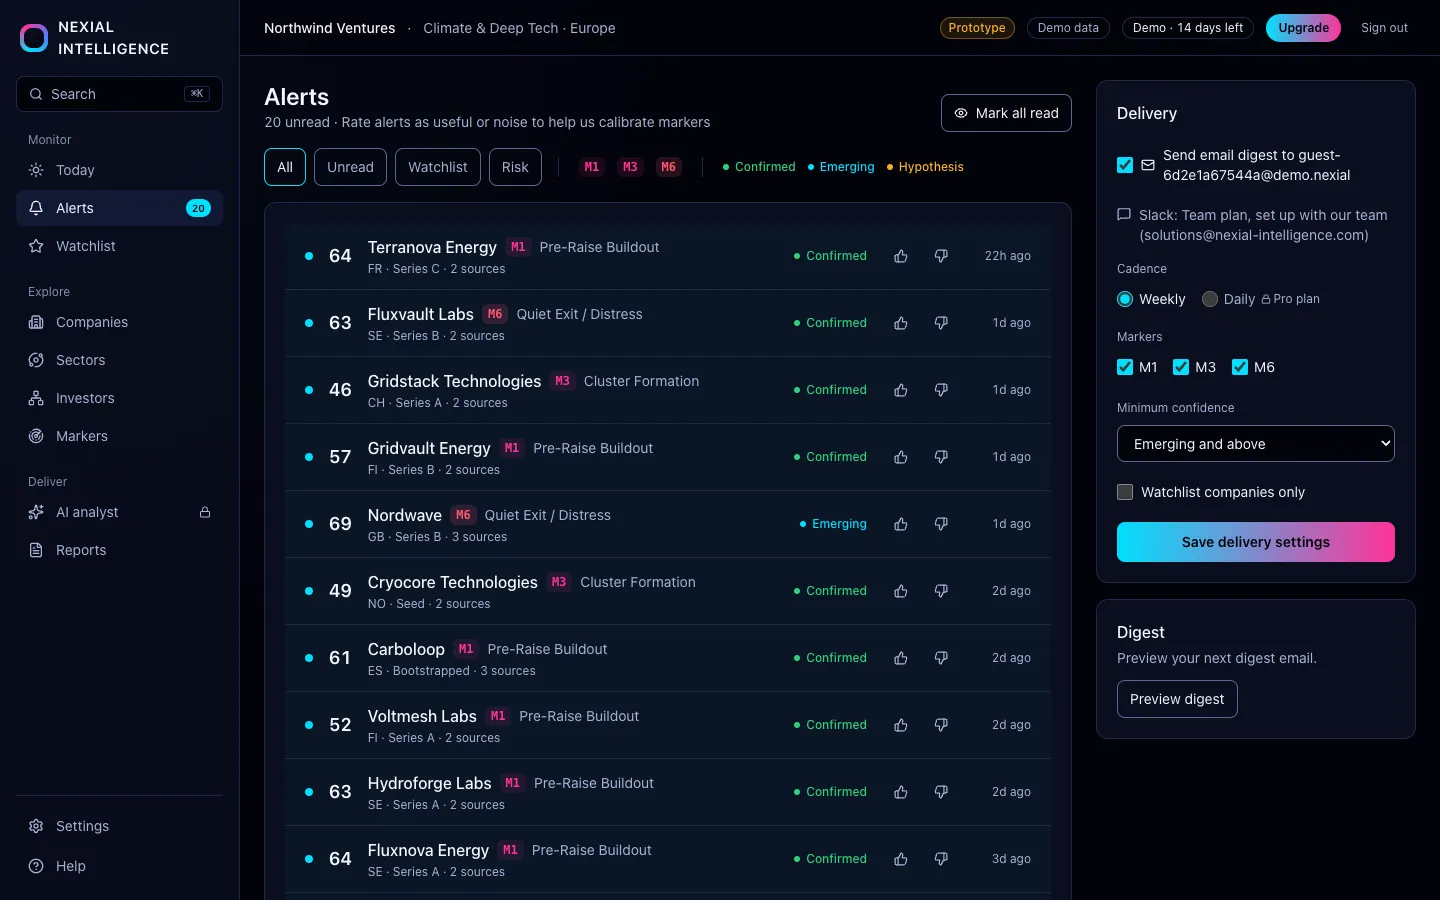 NEXIAL
INTELLIGENCE
Search ⌘K
Monitor
Today
Alerts 20
Watchlist
Explore
Companies
Sectors
Investors
Markers
Deliver
AI analyst
Reports
Settings
Help
Northwind Ventures · Climate & Deep Tech · Europe
Prototype Demo data Demo · 14 days left Upgrade Sign out
Alerts
20 unread · Rate alerts as useful or noise to help us calibrate markers
Mark all read
All Unread Watchlist Risk M1 M3 M6 Confirmed Emerging Hypothesis
64 Terranova Energy M1 Pre-Raise Buildout Confirmed 22h ago
FR · Series C · 2 sources
63 Fluxvault Labs M6 Quiet Exit / Distress Confirmed 1d ago
SE · Series B · 2 sources
46 Gridstack Technologies M3 Cluster Formation Confirmed 1d ago
CH · Series A · 2 sources
57 Gridvault Energy M1 Pre-Raise Buildout Confirmed 1d ago
FI · Series B · 2 sources
69 Nordwave M6 Quiet Exit / Distress Emerging 1d ago
GB · Series B · 3 sources
49 Cryocore Technologies M3 Cluster Formation Confirmed 2d ago
NO · Seed · 2 sources
61 Carboloop M1 Pre-Raise Buildout Confirmed 2d ago
ES · Bootstrapped · 3 sources
52 Voltmesh Labs M1 Pre-Raise Buildout Confirmed 2d ago
FI · Series A · 2 sources
63 Hydroforge Labs M1 Pre-Raise Buildout Confirmed 2d ago
SE · Series A · 2 sources
64 Fluxnova Energy M1 Pre-Raise Buildout Confirmed 3d ago
SE · Series A · 2 sources
Delivery
Send email digest to guest-
6d2e1a67544a@demo.nexial
Slack: Team plan, set up with our team
(solutions@nexial-intelligence.com)
Cadence
Weekly Daily Pro plan
Markers
M1 M3 M6
Minimum confidence
Emerging and above
Watchlist companies only
Save delivery settings
Digest
Preview your next digest email.
Preview digest